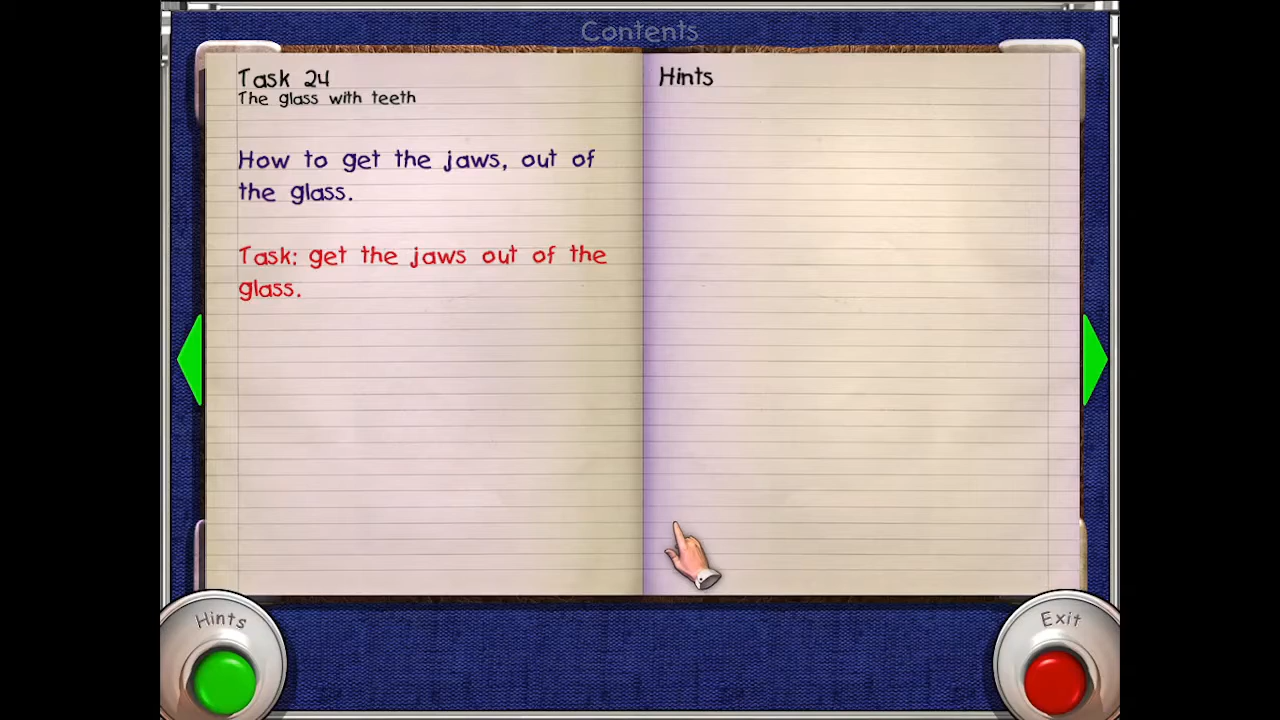 Contents
Task 24
The glass with teeth
How to get the jaws, out of
the glass.
Task: get the jaws out of the
glass.
Hints
Hints
Exit